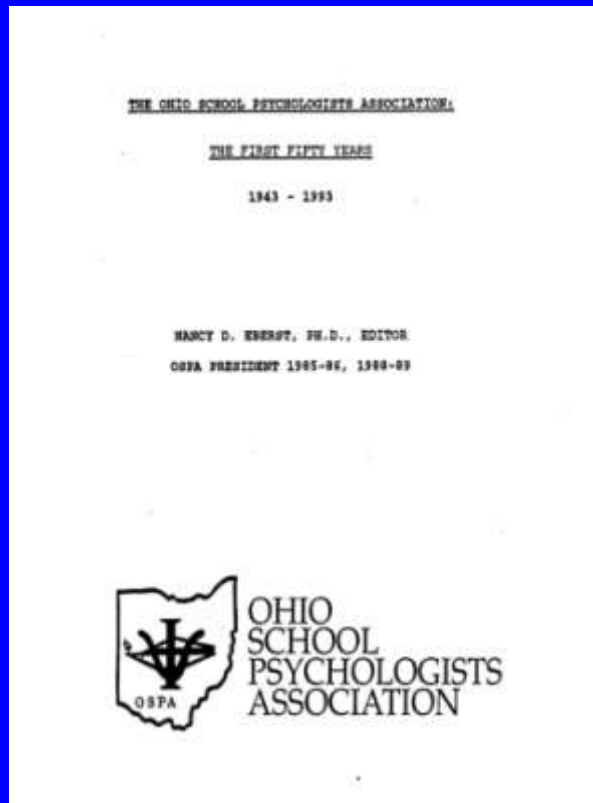 THE OHIO SCHOOL PSYCHOLOGISTS ASSOCIATION:
THE FIRST FIFTY YEARS
1943 - 1993
NANCY D. EBERST, PH.D., EDITOR
OSPA PRESIDENT 1985-86, 1988-89
OHIO
SCHOOL
PSYCHOLOGISTS
ASSOCIATION
OSPA